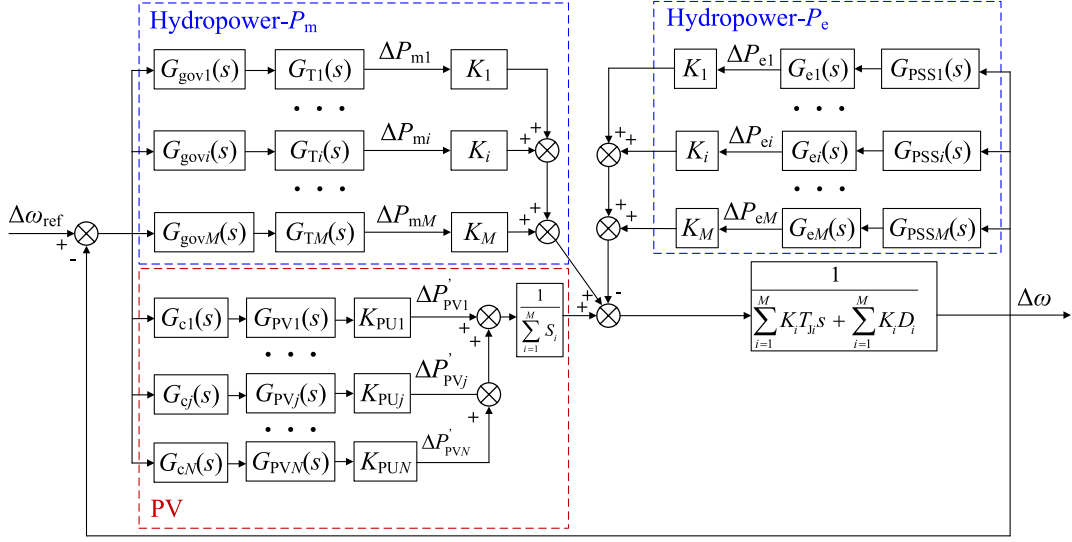 Hydropower-Pm
Hydropower-Pe
Ggov1(s) GT1(s) ΔPm1 K1
K1 ΔPe1 Ge1(s) GPSS1(s)
• • •
• • •
+ +
Ggovi(s) GTi(s) ΔPmi Ki
+ +
Ki ΔPei Gei(s) GPSSi(s)
• • •
• • •
Δωref
+
-
GgovM(s) GTM(s) ΔPmM KM
+ +
+ +
KM ΔPeM GeM(s) GPSSM(s)
Gc1(s) GPV1(s) KPU1 ΔP'PV1
+ +
1 / ∑_{i=1}^{M} Si
+ + -
1 / (∑_{i=1}^{M} KiTJis + ∑_{i=1}^{M} KiDi)
Δω
• • •
Gcj(s) GPVj(s) KPUj ΔP'PVj
+ +
• • •
GcN(s) GPVN(s) KPUN ΔP'PVN
PV